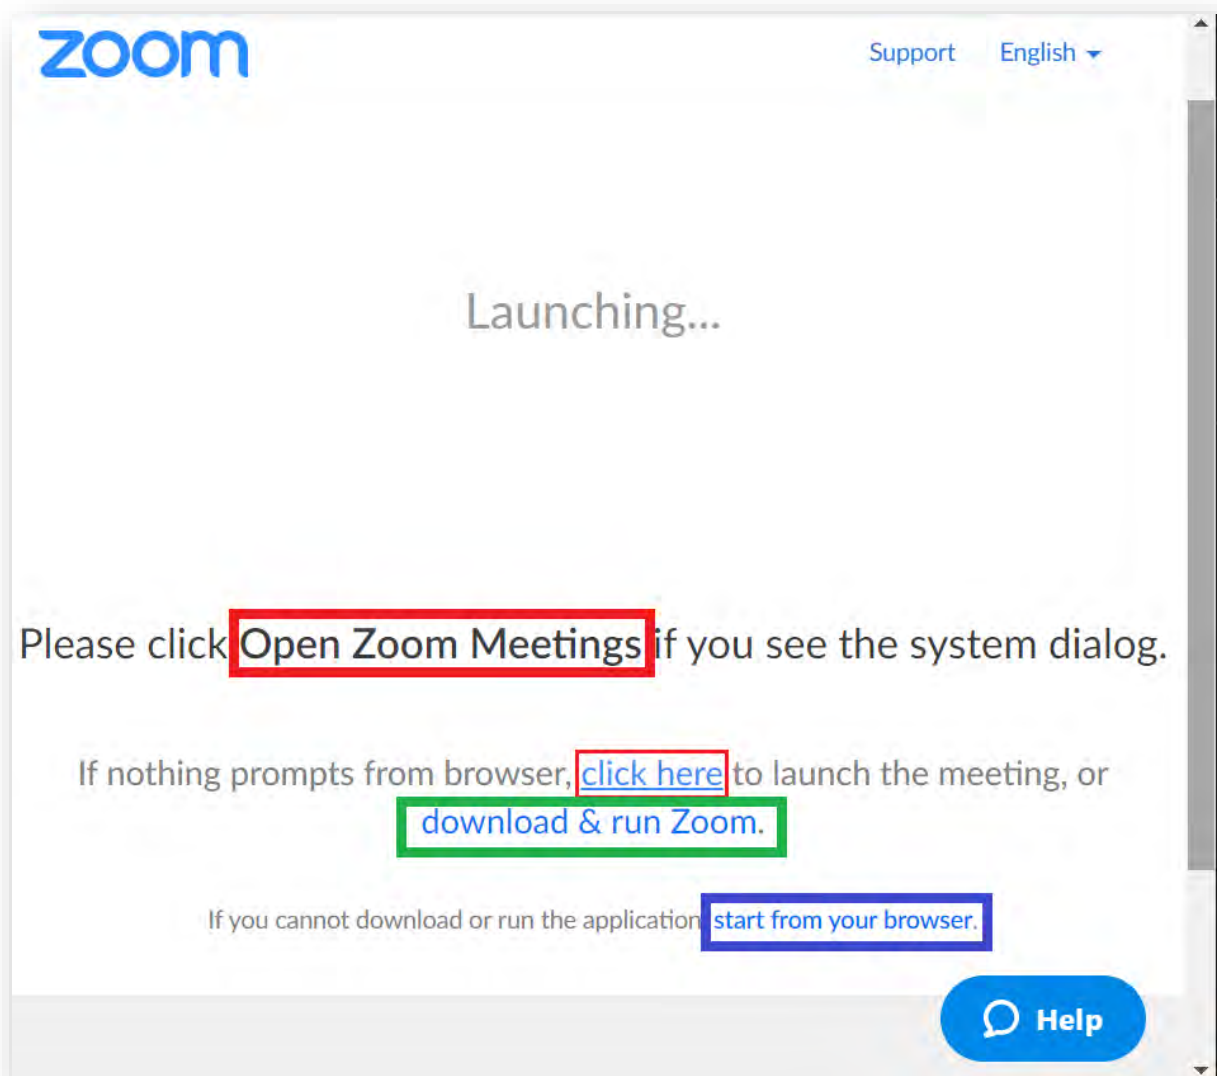 zoom
Support English
Launching...
Please click Open Zoom Meetings if you see the system dialog.
If nothing prompts from browser, click here to launch the meeting, or
download & run Zoom.
If you cannot download or run the application, start from your browser.
Help